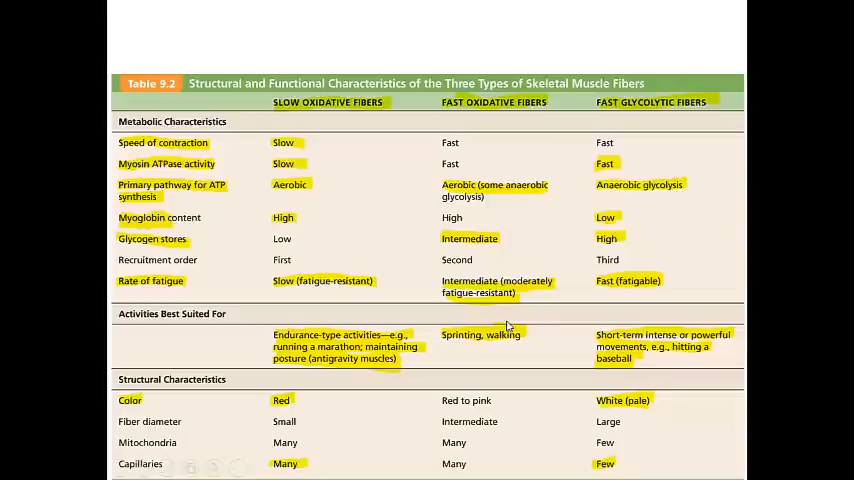 Table 9.2 Structural and Functional Characteristics of the Three Types of Skeletal Muscle Fibers
SLOW OXIDATIVE FIBERS FAST OXIDATIVE FIBERS FAST GLYCOLYTIC FIBERS
Metabolic Characteristics
Speed of contraction Slow Fast Fast
Myosin ATPase activity Slow Fast Fast
Primary pathway for ATP Aerobic Aerobic (some anaerobic Anaerobic glycolysis
synthesis glycolysis)
Myoglobin content High High Low
Glycogen stores Low Intermediate High
Recruitment order First Second Third
Rate of fatigue Slow (fatigue-resistant) Intermediate (moderately Fast (fatigable)
fatigue-resistant)
Activities Best Suited For
Endurance-type activities—e.g., Sprinting, walking Short-term intense or powerful
running a marathon; maintaining movements, e.g., hitting a
posture (antigravity muscles) baseball
Structural Characteristics
Color Red Red to pink White (pale)
Fiber diameter Small Intermediate Large
Mitochondria Many Many Few
Capillaries Many Many Few